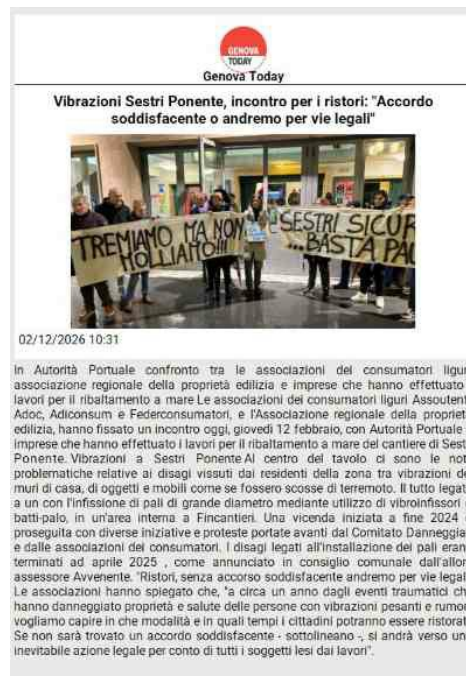 GENOVA
TODAY
Genova Today
Vibrazioni Sestri Ponente, incontro per i ristori: "Accordo
soddisfacente o andremo per vie legali"
TREMIAMO MA NON
MOLLIAMO!!!
SESTRI SICUR
...BASTA PAU
02/12/2026 10:31
In Autorità Portuale confronto tra le associazioni dei consumatori ligur
associazione regionale della proprietà edilizia e imprese che hanno effettuato
lavori per il ribaltamento a mare Le associazioni dei consumatori liguri Assoutent
Adoc, Adiconsum e Federconsumatori, e l'Associazione regionale della propriet
edilizia, hanno fissato un incontro oggi, giovedì 12 febbraio, con Autorità Portuale
imprese che hanno effettuato i lavori per il ribaltamento a mare del cantiere di Sest
Ponente. Vibrazioni a Sestri Ponente Al centro del tavolo ci sono le not
problematiche relative ai disagi vissuti dai residenti della zona tra vibrazioni de
muri di casa, di oggetti e mobili come se fossero scosse di terremoto. Il tutto legat
a un con l'infissione di pali di grande diametro mediante utilizzo di vibroinfissori
batti-palo, in un'area interna a Fincantieri. Una vicenda iniziata a fine 2024
proseguita con diverse iniziative e proteste portate avanti dal Comitato Danneggia
e dalle associazioni dei consumatori. I disagi legati all'installazione dei pali eran
terminati ad aprile 2025 , come annunciato in consiglio comunale dall'allor
assessore Avvenente. "Ristori, senza accorso soddisfacente andremo per vie legal
Le associazioni hanno spiegato che, "a circa un anno dagli eventi traumatici ch
hanno danneggiato proprietà e salute delle persone con vibrazioni pesanti e rumor
vogliamo capire in che modalità e in quali tempi i cittadini potranno essere ristorat
Se non sarà trovato un accordo soddisfacente - sottolineano -, si andrà verso un
inevitabile azione legale per conto di tutti i soggetti lesi dai lavori".